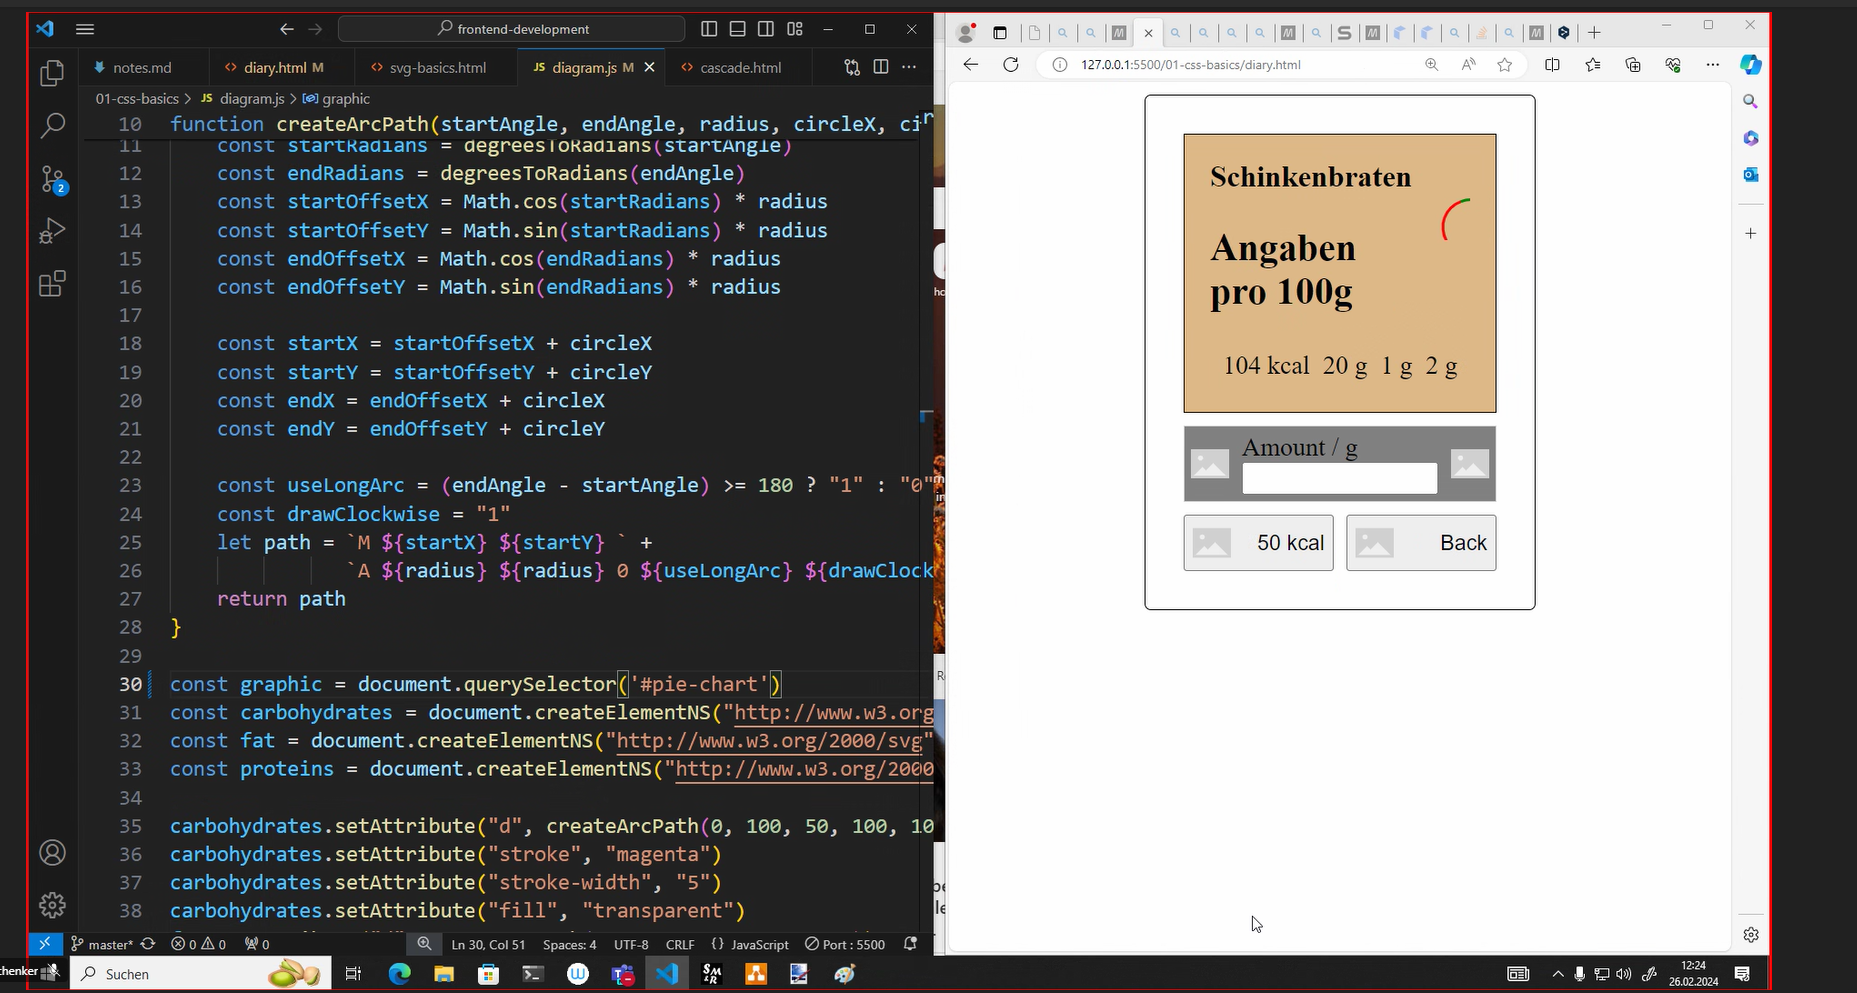 frontend-development
notes.md
diary.html M
svg-basics.html
JS diagram.js M
cascade.html
01-css-basics > JS diagram.js > graphic
10 function createArcPath(startAngle, endAngle, radius, circleX, ci
11 const startRadians = degreesToRadians(startAngle)
12 const endRadians = degreesToRadians(endAngle)
13 const startOffsetX = Math.cos(startRadians) * radius
14 const startOffsetY = Math.sin(startRadians) * radius
15 const endOffsetX = Math.cos(endRadians) * radius
16 const endOffsetY = Math.sin(endRadians) * radius
17
18 const startX = startOffsetX + circleX
19 const startY = startOffsetY + circleY
20 const endX = endOffsetX + circleX
21 const endY = endOffsetY + circleY
22
23 const useLongArc = (endAngle - startAngle) >= 180 ? "1" : "0"
24 const drawClockwise = "1"
25 let path = `M ${startX} ${startY} ` +
26 `A ${radius} ${radius} 0 ${useLongArc} ${drawClock
27 return path
28 }
29
30 const graphic = document.querySelector('#pie-chart')
31 const carbohydrates = document.createElementNS("http://www.w3.org
32 const fat = document.createElementNS("http://www.w3.org/2000/svg"
33 const proteins = document.createElementNS("http://www.w3.org/2000
34
35 carbohydrates.setAttribute("d", createArcPath(0, 100, 50, 100, 10
36 carbohydrates.setAttribute("stroke", "magenta")
37 carbohydrates.setAttribute("stroke-width", "5")
38 carbohydrates.setAttribute("fill", "transparent")
2
master* 0 0 0 Ln 30, Col 51 Spaces: 4 UTF-8 CRLF {} JavaScript Port : 5500
127.0.0.1:5500/01-css-basics/diary.html
Schinkenbraten
Angaben
pro 100g
104 kcal 20 g 1 g 2 g
Amount / g
50 kcal
Back
chenker
Suchen
12:24
26.02.2024